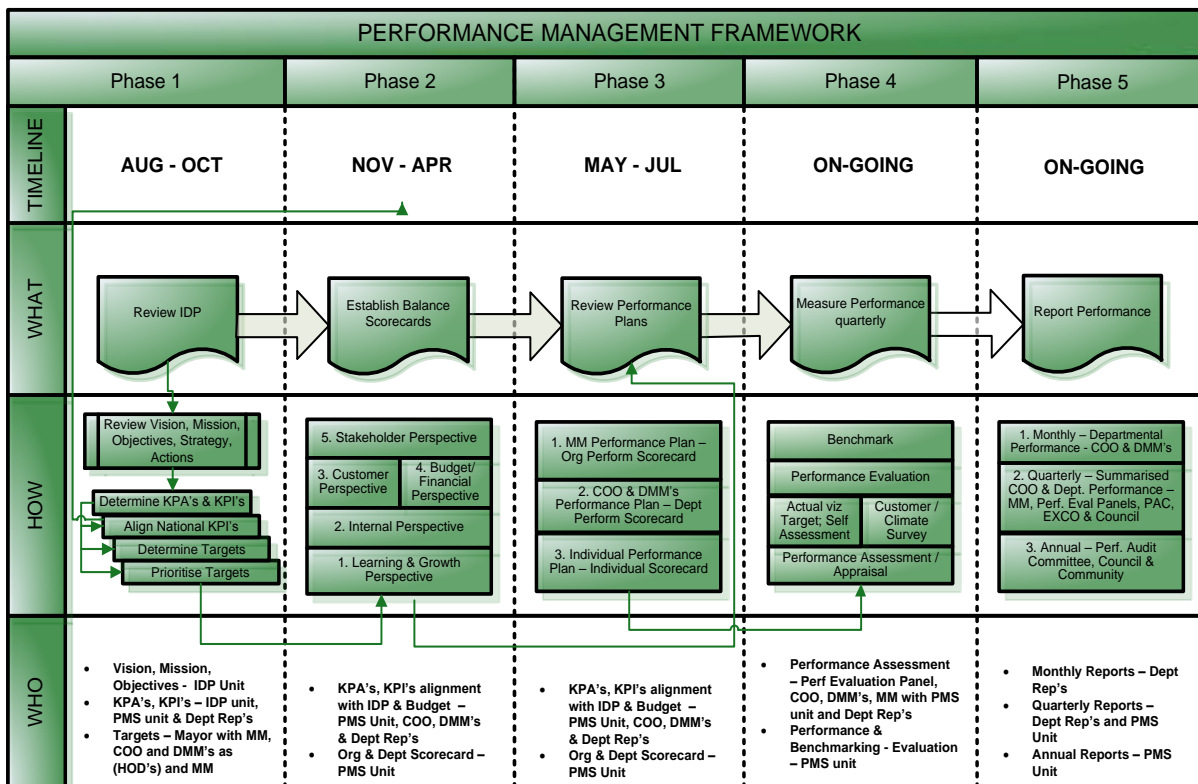 PERFORMANCE MANAGEMENT FRAMEWORK
Phase 1
Phase 2
Phase 3
Phase 4
Phase 5
TIMELINE
AUG - OCT
NOV - APR
MAY - JUL
ON-GOING
ON-GOING
WHAT
Review IDP
Establish Balance
Scorecards
Review Performance
Plans
Measure Performance
quarterly
Report Performance
HOW
Review Vision, Mission,
Objectives, Strategy,
Actions
Determine KPA's & KPI's
Align National KPI's
Determine Targets
Prioritise Targets
5. Stakeholder Perspective
3. Customer
Perspective
4. Budget/
Financial
Perspective
2. Internal Perspective
1. Learning & Growth
Perspective
1. MM Performance Plan –
Org Perform Scorecard
2. COO & DMM's
Performance Plan – Dept
Perform Scorecard
3. Individual Performance
Plan – Individual Scorecard
Benchmark
Performance Evaluation
Actual viz
Target; Self
Assessment
Customer /
Climate
Survey
Performance Assessment /
Appraisal
1. Monthly – Departmental
Performance - COO & DMM's
2. Quarterly – Summarised
COO & Dept. Performance –
MM, Perf. Eval Panels, PAC,
EXCO & Council
3. Annual – Perf. Audit
Committee, Council &
Community
WHO
• Vision, Mission,
Objectives - IDP Unit
• KPA's, KPI's – IDP unit,
PMS unit & Dept Rep's
• Targets – Mayor with MM,
COO and DMM's as
(HOD's) and MM
• KPA's, KPI's alignment
with IDP & Budget –
PMS Unit, COO, DMM's
& Dept Rep's
• Org & Dept Scorecard –
PMS Unit
• KPA's, KPI's alignment
with IDP & Budget –
PMS Unit, COO, DMM's
& Dept Rep's
• Org & Dept Scorecard –
PMS Unit
• Performance Assessment
– Perf Evaluation Panel,
COO, DMM's, MM with PMS
unit and Dept Rep's
• Performance &
Benchmarking - Evaluation
– PMS unit
• Monthly Reports – Dept
Rep's
• Quarterly Reports –
Dept Rep's and PMS
Unit
• Annual Reports – PMS
Unit